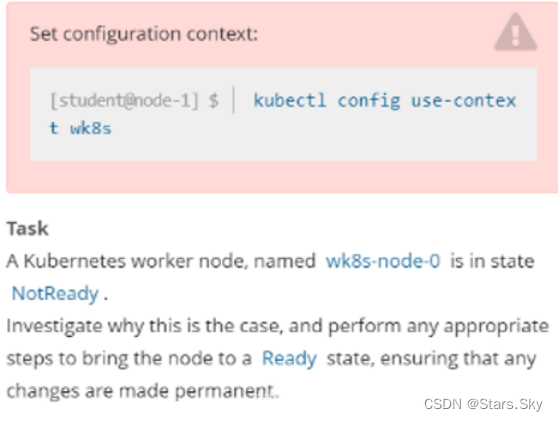 Set configuration context:
[student@node-1] $ | kubectl config use-contex
t wk8s
Task
A Kubernetes worker node, named wk8s-node-0 is in state
NotReady .
Investigate why this is the case, and perform any appropriate
steps to bring the node to a Ready state, ensuring that any
changes are made permanent.
CSDN @Stars.Sky